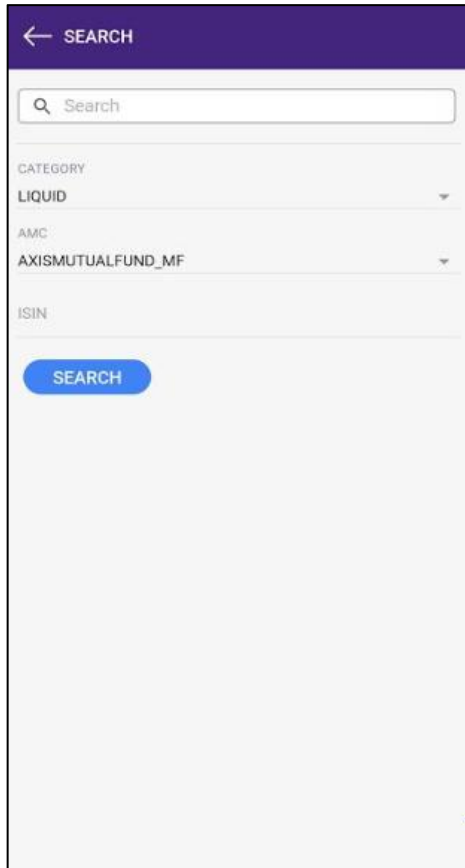 SEARCH
Search
CATEGORY
LIQUID
AMC
AXISMUTUALFUND_MF
ISIN
SEARCH